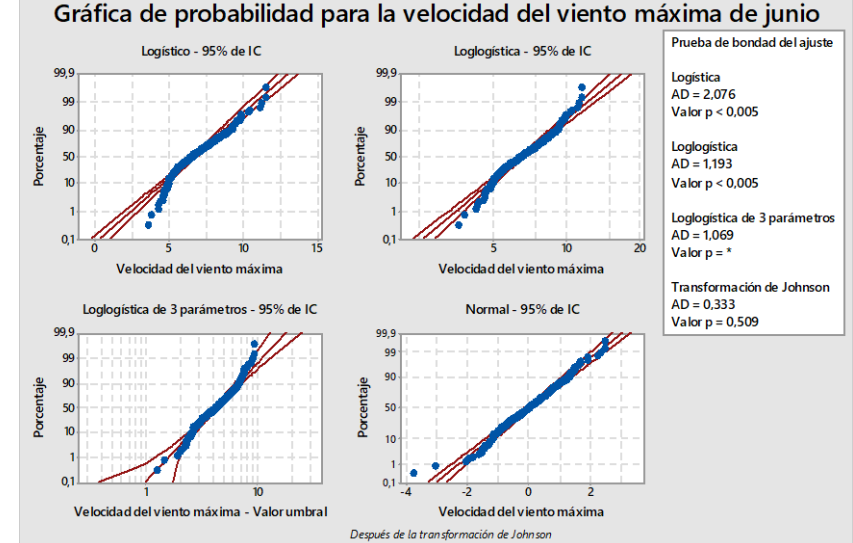 Gráfica de probabilidad para la velocidad del viento máxima de junio
Logístico - 95% de IC
99,9
99
90
50
10
1
0,1
Porcentaje
0 5 10 15
Velocidad del viento máxima
Loglogística - 95% de IC
99,9
99
90
50
10
1
0,1
Porcentaje
5 10 20
Velocidad del viento máxima
Loglogística de 3 parámetros - 95% de IC
99,9
99
90
50
10
1
0,1
Porcentaje
1 10
Velocidad del viento máxima - Valor umbral
Normal - 95% de IC
99,9
99
90
50
10
1
0,1
Porcentaje
-4 -2 0 2
Velocidad del viento máxima
Después de la transformación de Johnson
Prueba de bondad del ajuste
Logística
AD = 2,076
Valor p < 0,005
Loglogística
AD = 1,193
Valor p < 0,005
Loglogística de 3 parámetros
AD = 1,069
Valor p = *
Transformación de Johnson
AD = 0,333
Valor p = 0,509